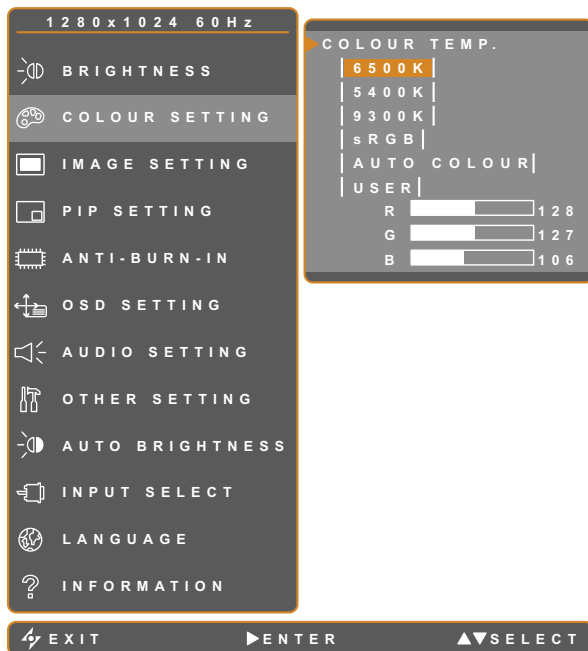 1280x1024 60Hz
BRIGHTNESS
COLOUR SETTING
IMAGE SETTING
PIP SETTING
ANTI-BURN-IN
OSD SETTING
AUDIO SETTING
OTHER SETTING
AUTO BRIGHTNESS
INPUT SELECT
LANGUAGE
INFORMATION
COLOUR TEMP.
6500K
5400K
9300K
sRGB
AUTO COLOUR
USER
R 128
G 127
B 106
EXIT ENTER SELECT